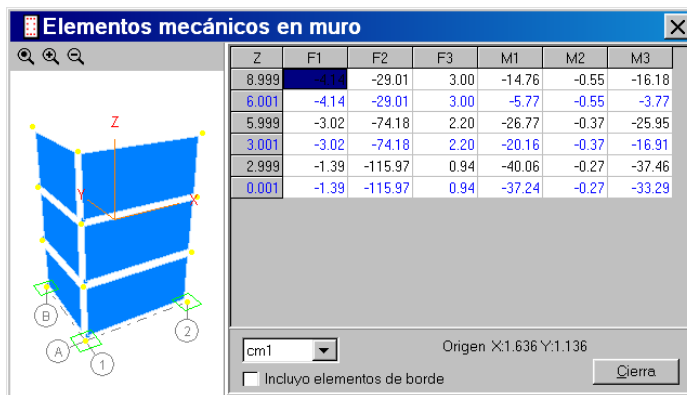 Elementos mecánicos en muro
Z F1 F2 F3 M1 M2 M3
8.999 -4.18 -29.01 3.00 -14.76 -0.55 -16.18
6.001 -4.14 -29.01 3.00 -5.77 -0.55 -3.77
5.999 -3.02 -74.18 2.20 -26.77 -0.37 -25.95
3.001 -3.02 -74.18 2.20 -20.16 -0.37 -16.91
2.999 -1.39 -115.97 0.94 -40.06 -0.27 -37.46
0.001 -1.39 -115.97 0.94 -37.24 -0.27 -33.29
Z
Y
X
B
A
1
2
cm1
Origen X:1.636 Y:1.136
Incluyo elementos de borde
Cierra